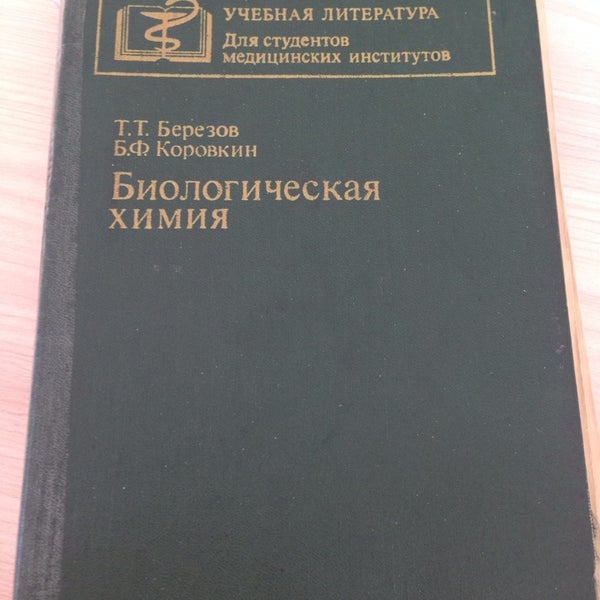 УЧЕБНАЯ ЛИТЕРАТУРА
Для студентов
медицинских институтов
Т.Т. Березов
Б.Ф. Коровкин
Биологическая
химия